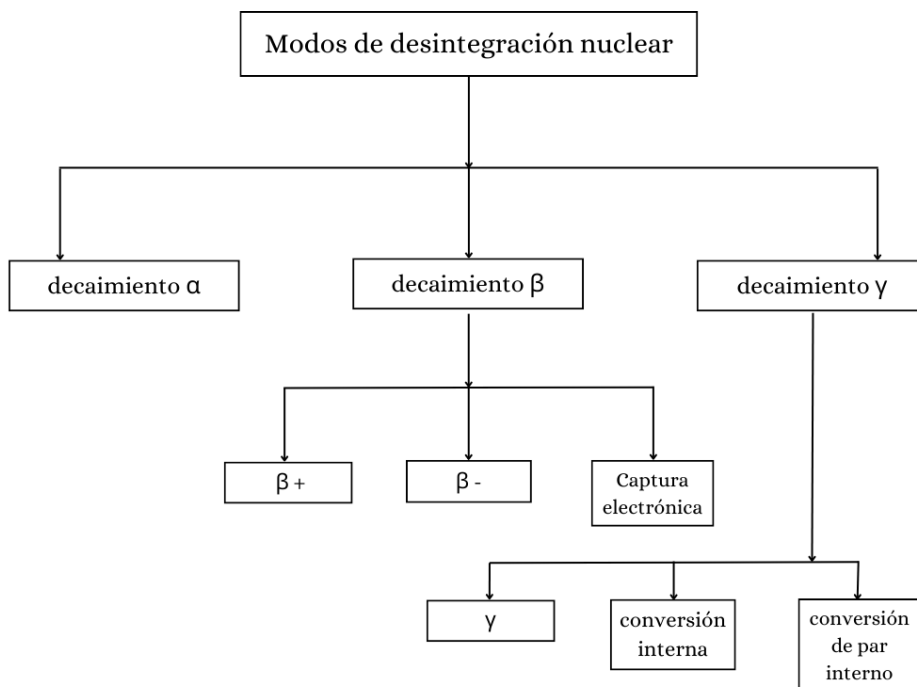 Modos de desintegración nuclear
decaimiento α
decaimiento β
decaimiento γ
β +
β -
Captura
electrónica
γ
conversión
interna
conversión
de par
interno